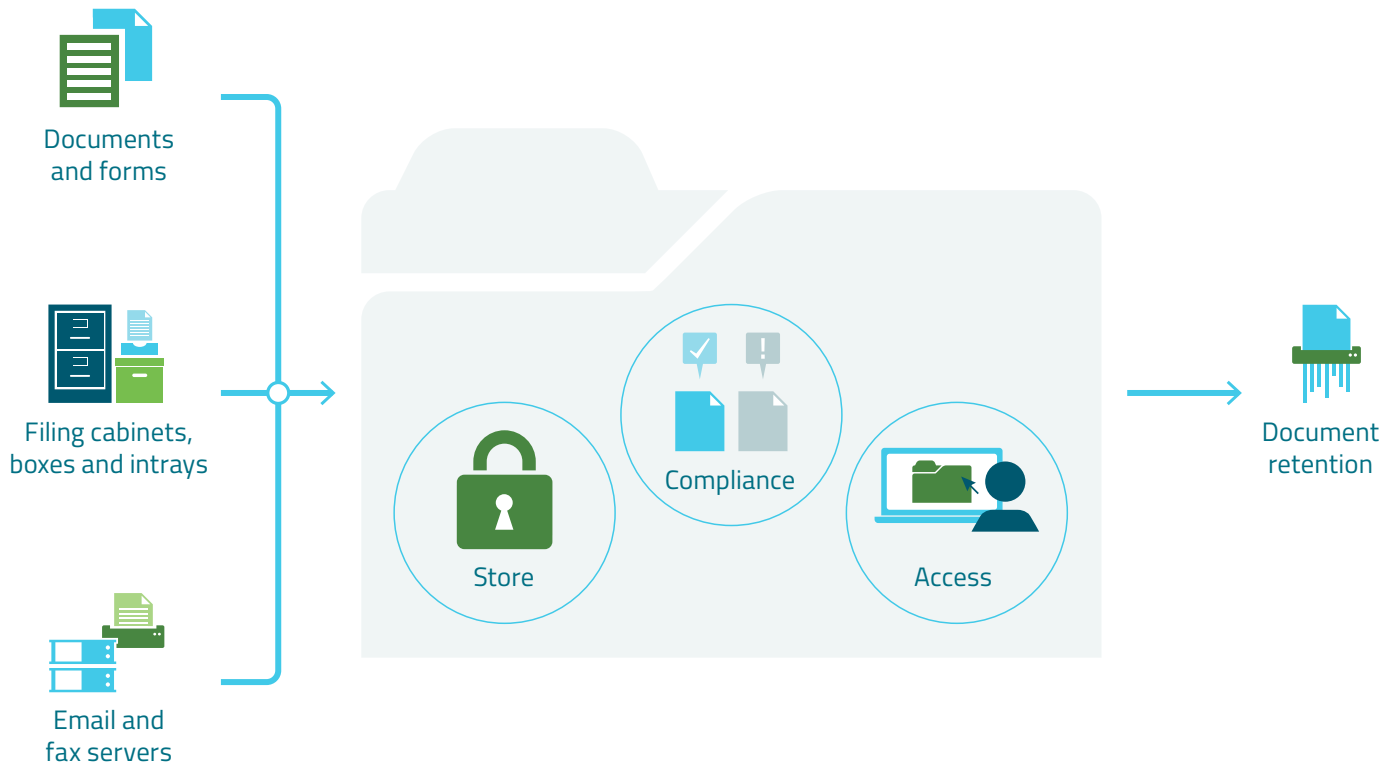 Documents
and forms
Filing cabinets,
boxes and intrays
Email and
fax servers
Store
Compliance
Access
Document
retention